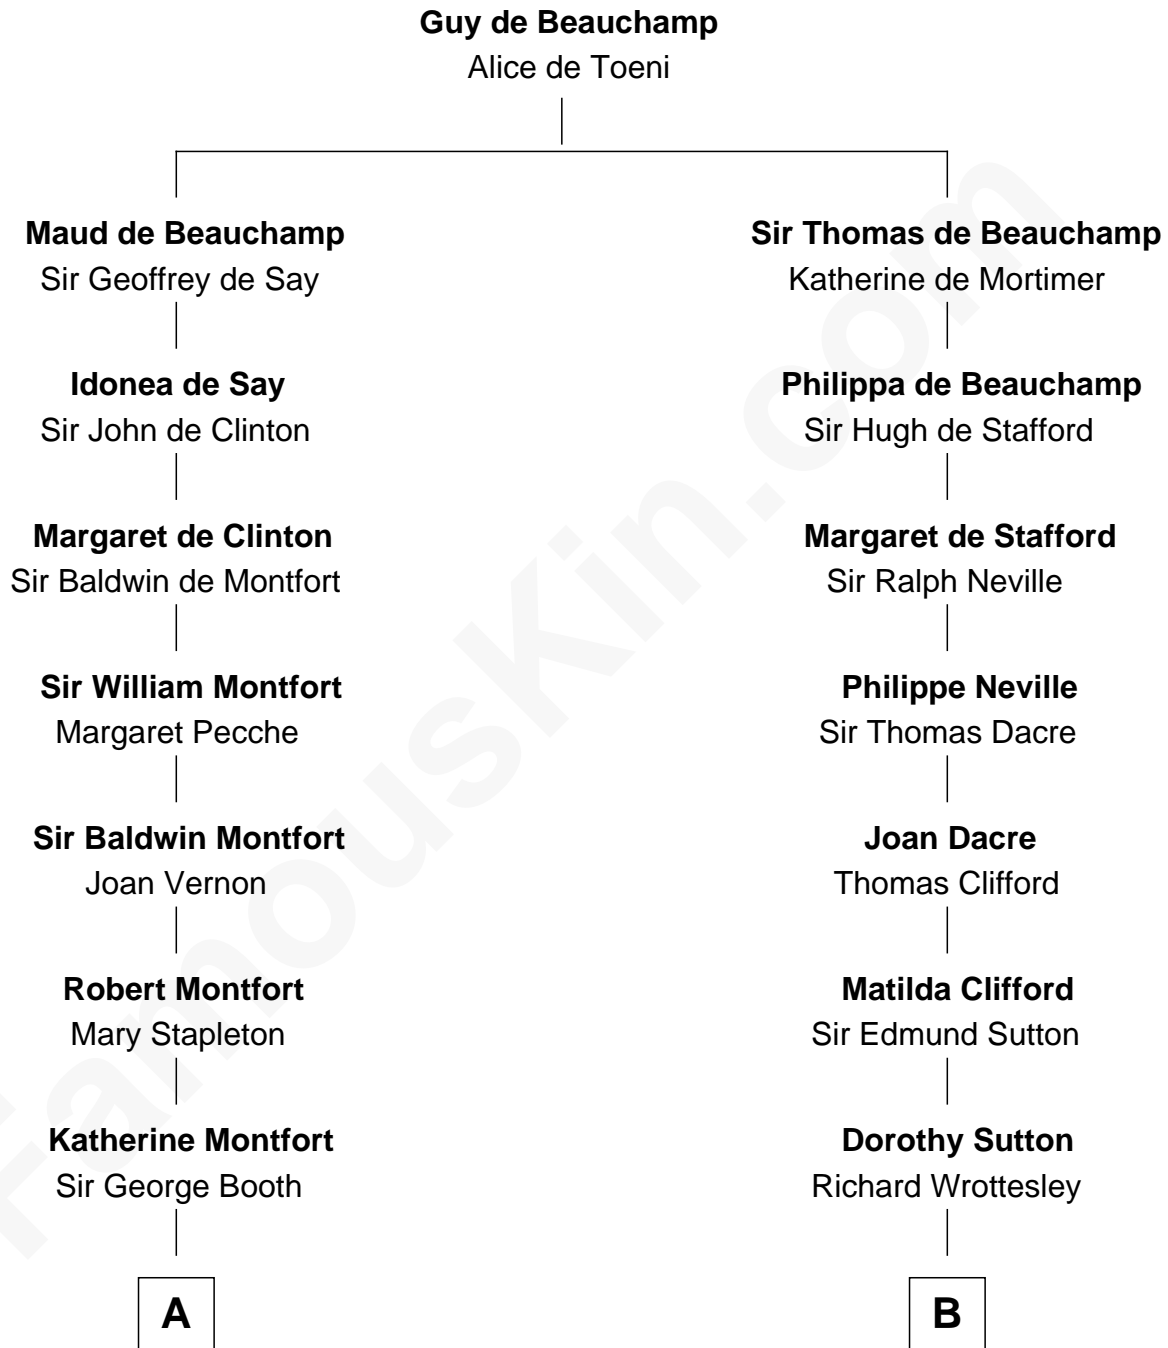 Guy de Beauchamp
Alice de Toeni
Maud de Beauchamp
Sir Geoffrey de Say
Sir Thomas de Beauchamp
Katherine de Mortimer
Idonea de Say
Sir John de Clinton
Philippa de Beauchamp
Sir Hugh de Stafford
Margaret de Clinton
Sir Baldwin de Montfort
Margaret de Stafford
Sir Ralph Neville
Sir William Montfort
Margaret Pecche
Philippe Neville
Sir Thomas Dacre
Sir Baldwin Montfort
Joan Vernon
Joan Dacre
Thomas Clifford
Robert Montfort
Mary Stapleton
Matilda Clifford
Sir Edmund Sutton
Katherine Montfort
Sir George Booth
Dorothy Sutton
Richard Wrottesley
A
B
FamousKin.com